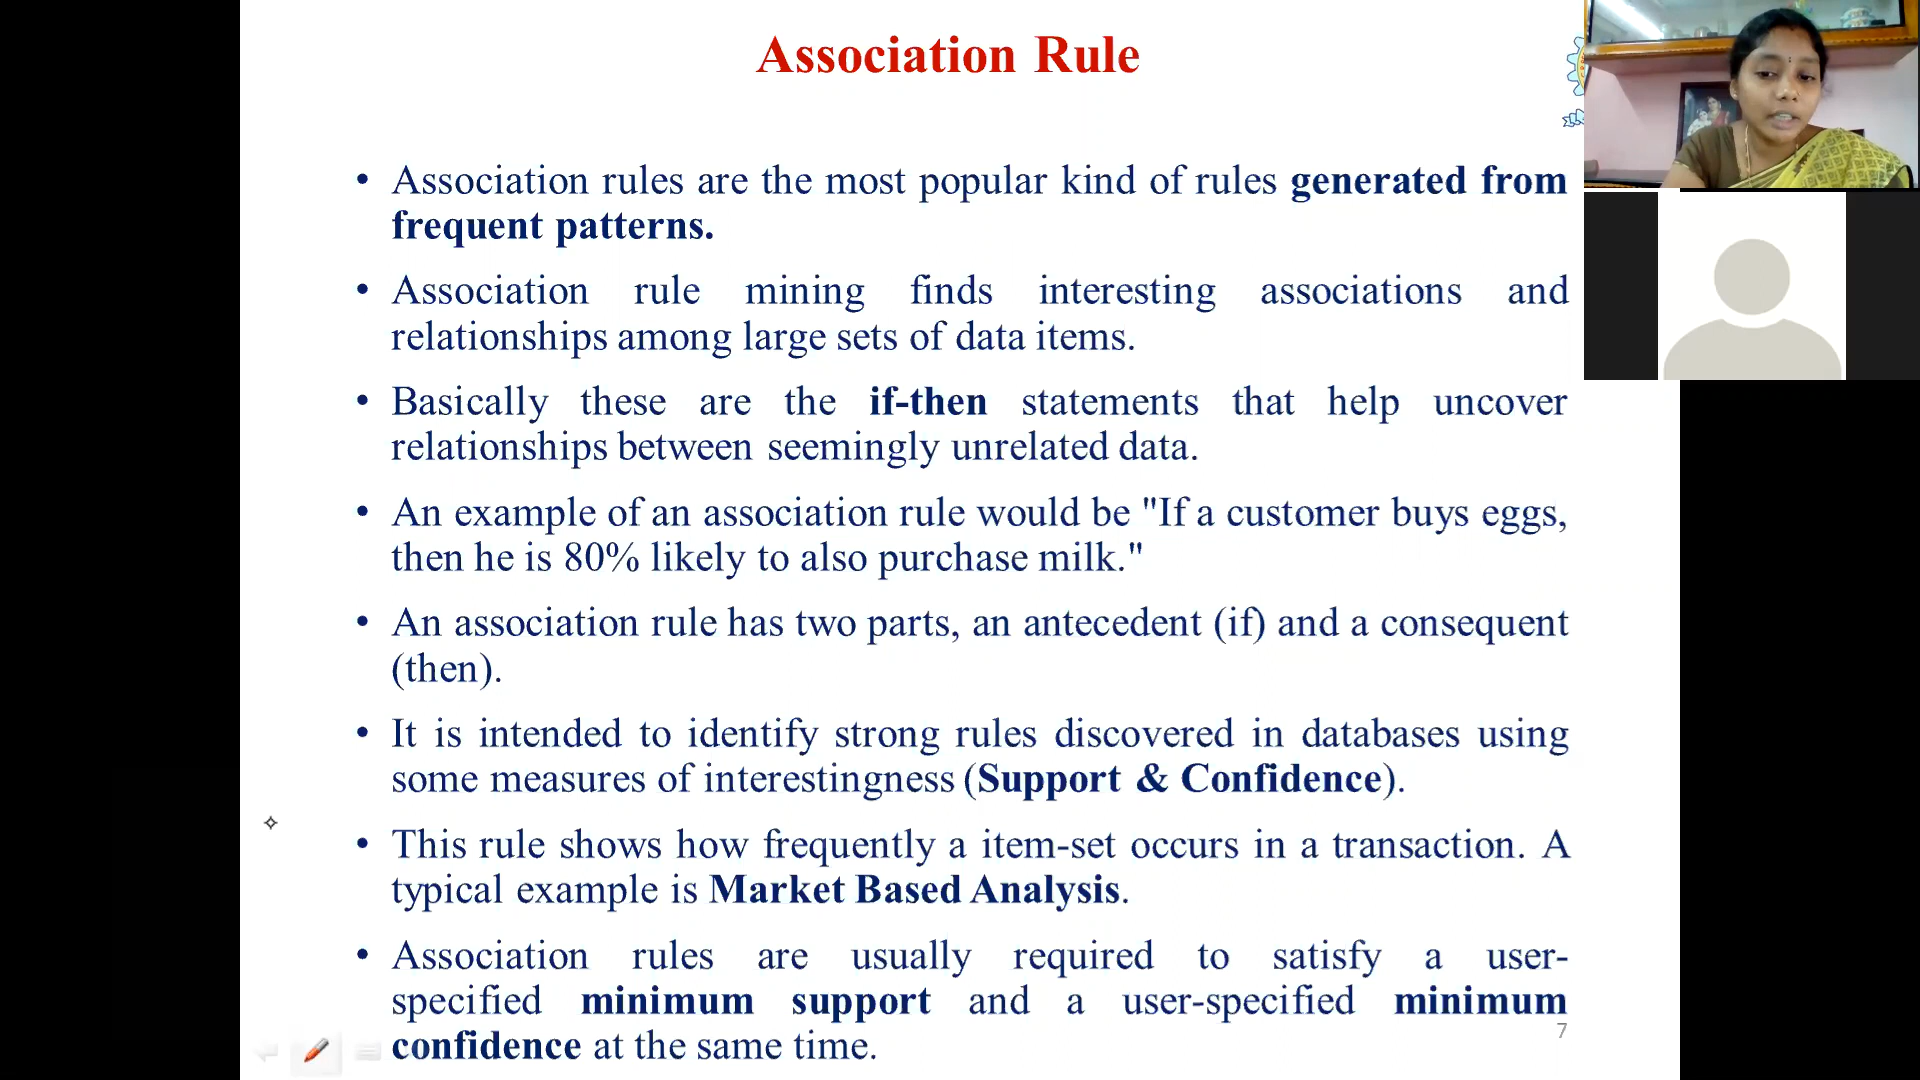 Association Rule
• Association rules are the most popular kind of rules generated from
frequent patterns.
• Association rule mining finds interesting associations and
relationships among large sets of data items.
• Basically these are the if-then statements that help uncover
relationships between seemingly unrelated data.
• An example of an association rule would be "If a customer buys eggs,
then he is 80% likely to also purchase milk."
• An association rule has two parts, an antecedent (if) and a consequent
(then).
• It is intended to identify strong rules discovered in databases using
some measures of interestingness (Support & Confidence).
• This rule shows how frequently a item-set occurs in a transaction. A
typical example is Market Based Analysis.
• Association rules are usually required to satisfy a user-
specified minimum support and a user-specified minimum
confidence at the same time.
7